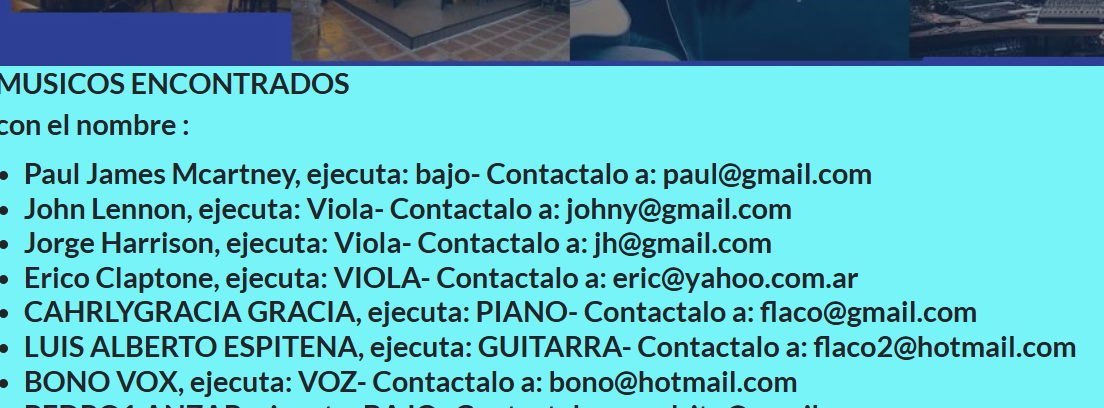 MUSICOS ENCONTRADOS
con el nombre :
• Paul James Mcartney, ejecuta: bajo- Contactalo a: paul@gmail.com
• John Lennon, ejecuta: Viola- Contactalo a: johny@gmail.com
• Jorge Harrison, ejecuta: Viola- Contactalo a: jh@gmail.com
• Erico Claptone, ejecuta: VIOLA- Contactalo a: eric@yahoo.com.ar
• CAHRLYGRACIA GRACIA, ejecuta: PIANO- Contactalo a: flaco@gmail.com
• LUIS ALBERTO ESPITENA, ejecuta: GUITARRA- Contactalo a: flaco2@hotmail.com
• BONO VOX, ejecuta: VOZ- Contactalo a: bono@hotmail.com